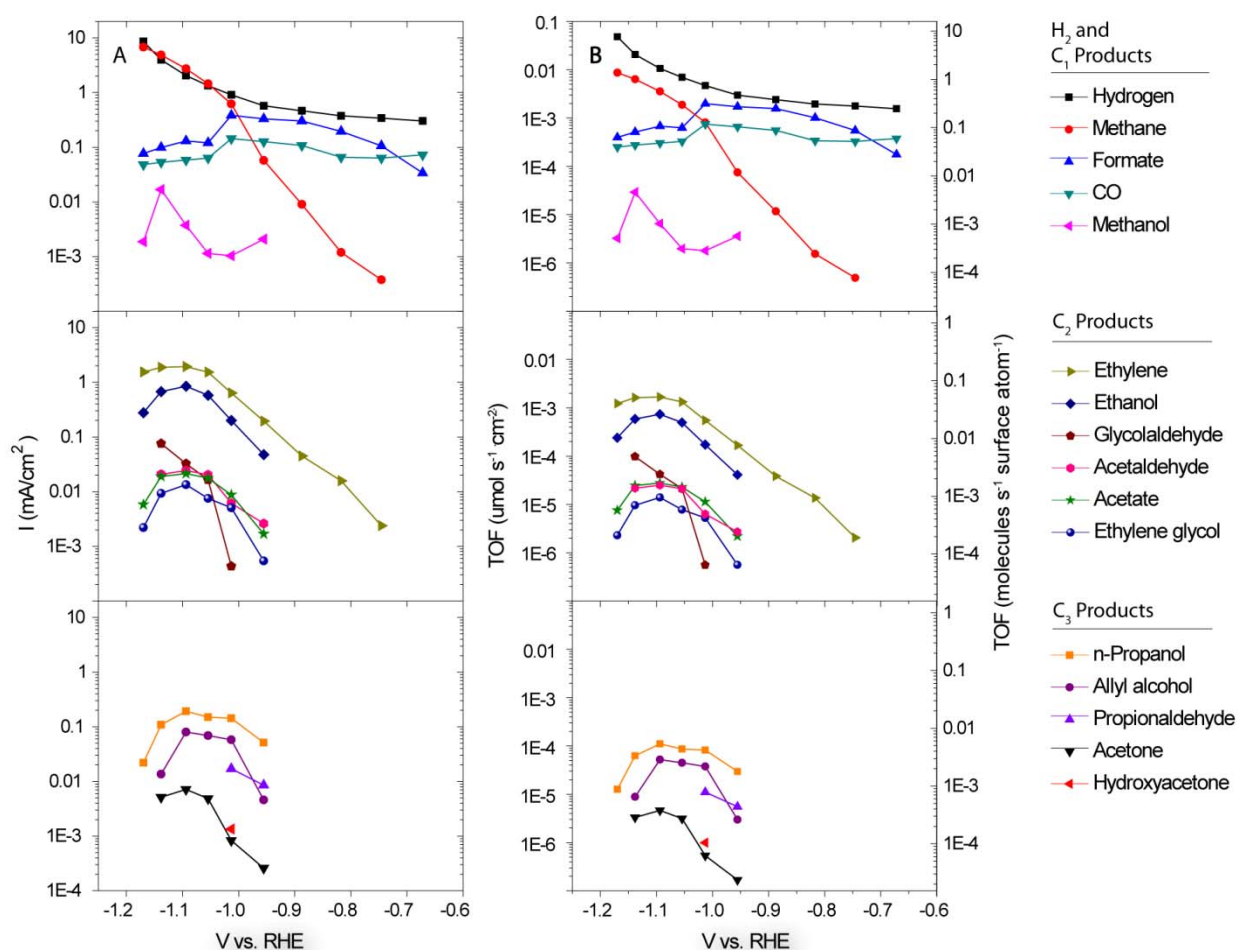 A
10
1
0.1
0.01
1E-3
10
1
0.1
0.01
1E-3
10
1
0.1
0.01
1E-3
1E-4
I (mA/cm²)
-1.2 -1.1 -1.0 -0.9 -0.8 -0.7 -0.6
V vs. RHE
B
0.1
0.01
1E-3
1E-4
1E-5
1E-6
0.01
1E-3
1E-4
1E-5
1E-6
0.01
1E-3
1E-4
1E-5
1E-6
TOF (umol s⁻¹ cm⁻²)
10
1
0.1
0.01
1E-3
1E-4
1
0.1
0.01
1E-3
1E-4
1
0.1
0.01
1E-3
1E-4
TOF (molecules s⁻¹ surface atom⁻¹)
-1.2 -1.1 -1.0 -0.9 -0.8 -0.7 -0.6
V vs. RHE
H₂ and
C₁ Products
Hydrogen
Methane
Formate
CO
Methanol
C₂ Products
Ethylene
Ethanol
Glycolaldehyde
Acetaldehyde
Acetate
Ethylene glycol
C₃ Products
n-Propanol
Allyl alcohol
Propionaldehyde
Acetone
Hydroxyacetone